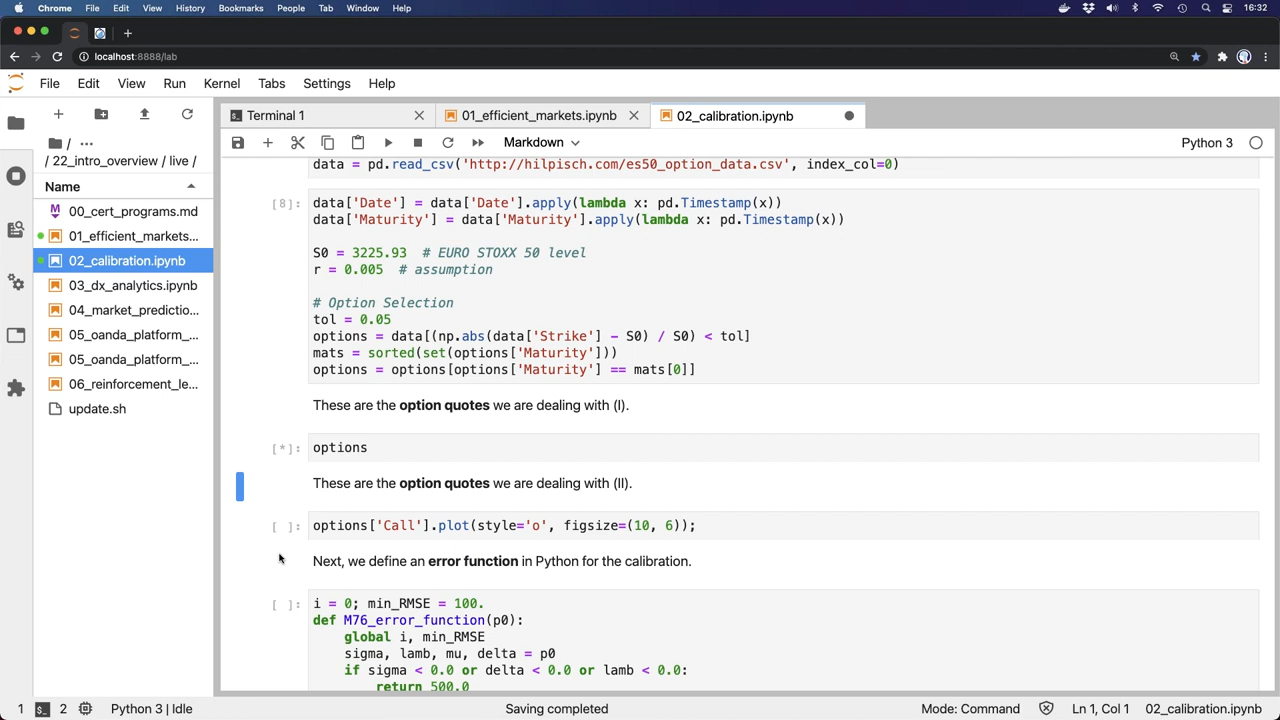 Chrome File Edit View History Bookmarks People Tab Window Help 16:32
localhost:8888/lab
File Edit View Run Kernel Tabs Settings Help
Terminal 1 01_efficient_markets.ipynb 02_calibration.ipynb
Markdown Python 3
/ ...
/ 22_intro_overview / live /
Name
00_cert_programs.md
01_efficient_markets...
02_calibration.ipynb
03_dx_analytics.ipynb
04_market_predictio...
05_oanda_platform_...
05_oanda_platform_...
06_reinforcement_le...
update.sh
data = pd.read_csv('http://hilpisch.com/es50_option_data.csv', index_col=0)
[8]: data['Date'] = data['Date'].apply(lambda x: pd.Timestamp(x))
data['Maturity'] = data['Maturity'].apply(lambda x: pd.Timestamp(x))
S0 = 3225.93 # EURO STOXX 50 level
r = 0.005 # assumption
# Option Selection
tol = 0.05
options = data[(np.abs(data['Strike'] - S0) / S0) < tol]
mats = sorted(set(options['Maturity']))
options = options[options['Maturity'] == mats[0]]
These are the option quotes we are dealing with (I).
[*]: options
These are the option quotes we are dealing with (II).
[ ]: options['Call'].plot(style='o', figsize=(10, 6));
Next, we define an error function in Python for the calibration.
[ ]: i = 0; min_RMSE = 100.
def M76_error_function(p0):
global i, min_RMSE
sigma, lamb, mu, delta = p0
if sigma < 0.0 or delta < 0.0 or lamb < 0.0:
return 500.0
1 $_ 2 Python 3 | Idle Saving completed Mode: Command Ln 1, Col 1 02_calibration.ipynb